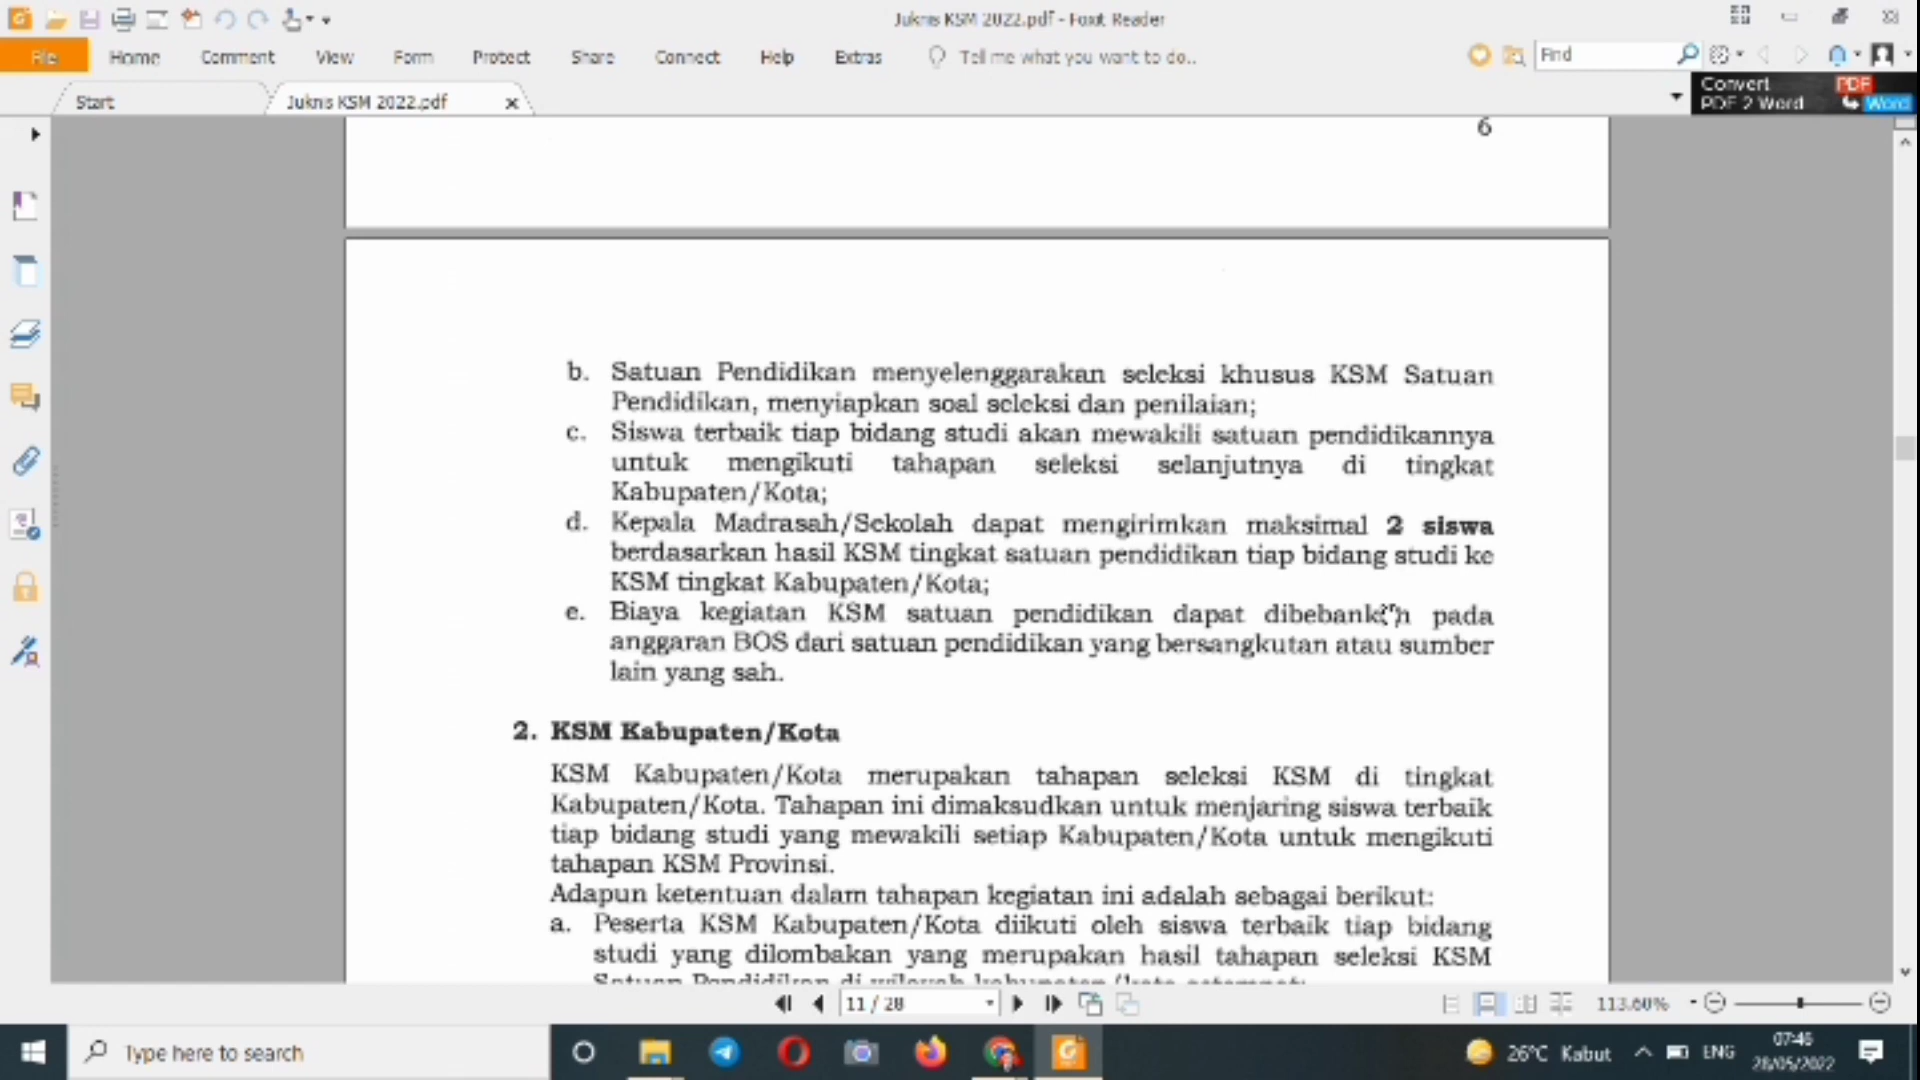 Juknis KSM 2022.pdf - Foxit Reader
File Home Comment View Form Protect Share Connect Help Extras Tell me what you want to do.. Find
Start Juknis KSM 2022.pdf
Convert PDF
PDF 2 Word Word
6
b. Satuan Pendidikan menyelenggarakan seleksi khusus KSM Satuan
Pendidikan, menyiapkan soal seleksi dan penilaian;
c. Siswa terbaik tiap bidang studi akan mewakili satuan pendidikannya
untuk mengikuti tahapan seleksi selanjutnya di tingkat
Kabupaten/Kota;
d. Kepala Madrasah/Sekolah dapat mengirimkan maksimal 2 siswa
berdasarkan hasil KSM tingkat satuan pendidikan tiap bidang studi ke
KSM tingkat Kabupaten/Kota;
e. Biaya kegiatan KSM satuan pendidikan dapat dibebankan pada
anggaran BOS dari satuan pendidikan yang bersangkutan atau sumber
lain yang sah.
2. KSM Kabupaten/Kota
KSM Kabupaten/Kota merupakan tahapan seleksi KSM di tingkat
Kabupaten/Kota. Tahapan ini dimaksudkan untuk menjaring siswa terbaik
tiap bidang studi yang mewakili setiap Kabupaten/Kota untuk mengikuti
tahapan KSM Provinsi.
Adapun ketentuan dalam tahapan kegiatan ini adalah sebagai berikut:
a. Peserta KSM Kabupaten/Kota diikuti oleh siswa terbaik tiap bidang
studi yang dilombakan yang merupakan hasil tahapan seleksi KSM
Satuan Pendidikan di wilayah kabupaten/kota setempat;
11 / 28
113.60%
Type here to search
26°C Kabut
ENG
07:46
28/05/2022